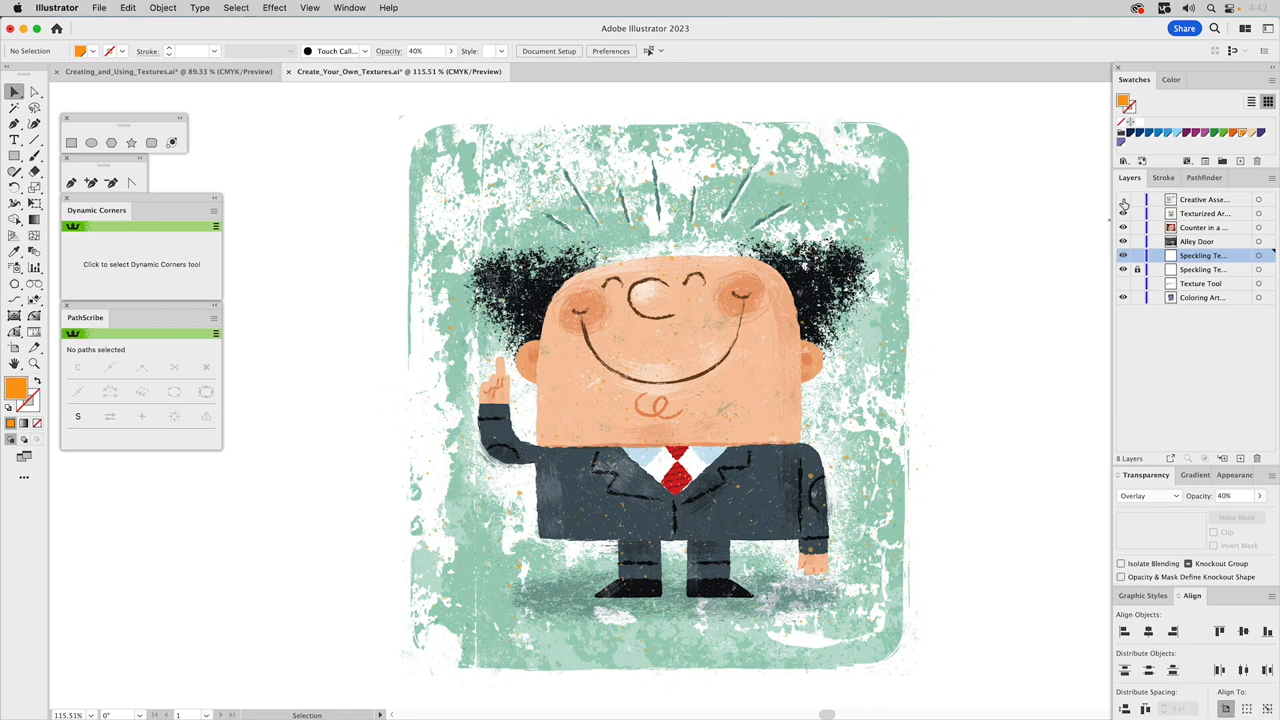 Illustrator File Edit Object Type Select Effect View Window Help 4:42
Adobe Illustrator 2023 Share
No Selection Stroke: Touch Call... Opacity: 40% Style: Document Setup Preferences
Creating_and_Using_Textures.ai* @ 89.33 % (CMYK/Preview) Create_Your_Own_Textures.ai* @ 115.51 % (CMYK/Preview)
Swatches Color
Dynamic Corners
Click to select Dynamic Corners tool
PathScribe
No paths selected
C
S
Layers Stroke Pathfinder
Creative Asse...
Texturized Ar...
Counter in a ...
Alley Door
Speckling Te...
Speckling Te...
Texture Tool
Coloring Art...
8 Layers
Transparency Gradient Appearanc
Overlay Opacity: 40%
Make Mask
Clip
Invert Mask
Isolate Blending Knockout Group
Opacity & Mask Define Knockout Shape
Graphic Styles Align
Align Objects:
Distribute Objects:
Distribute Spacing: Align To:
0 pt
115.51% 0° 1 Selection